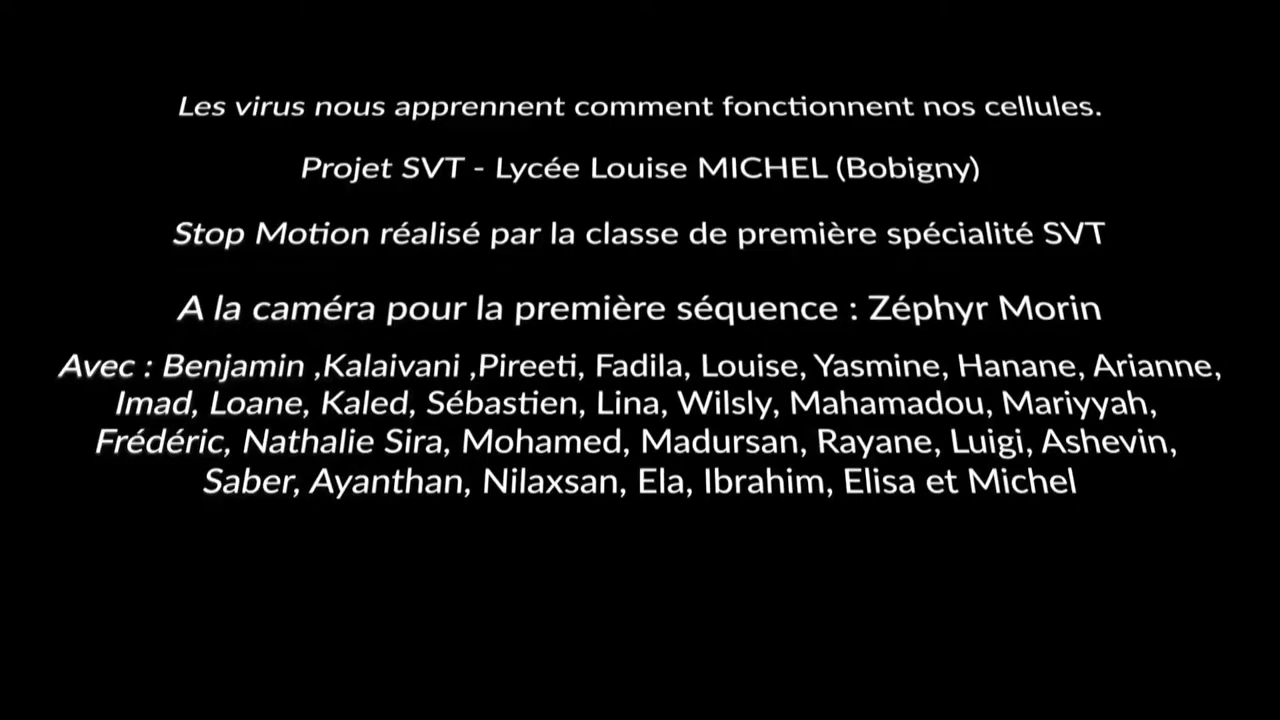 Les virus nous apprennent comment fonctionnent nos cellules.
Projet SVT - Lycée Louise MICHEL (Bobigny)
Stop Motion réalisé par la classe de première spécialité SVT
A la caméra pour la première séquence : Zéphyr Morin
Avec : Benjamin ,Kalaivani ,Pireeti, Fadila, Louise, Yasmine, Hanane, Arianne,
Imad, Loane, Kaled, Sébastien, Lina, Wilsly, Mahamadou, Mariyyah,
Frédéric, Nathalie Sira, Mohamed, Madursan, Rayane, Luigi, Ashevin,
Saber, Ayanthan, Nilaxsan, Ela, Ibrahim, Elisa et Michel